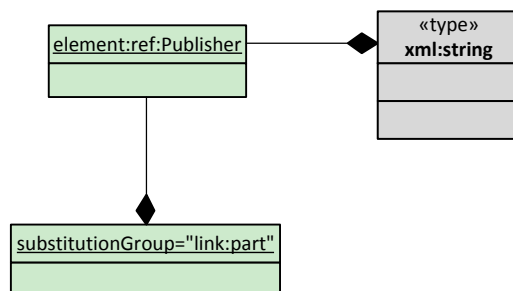 element:ref:Publisher
«type»
xml:string
substitutionGroup="link:part"